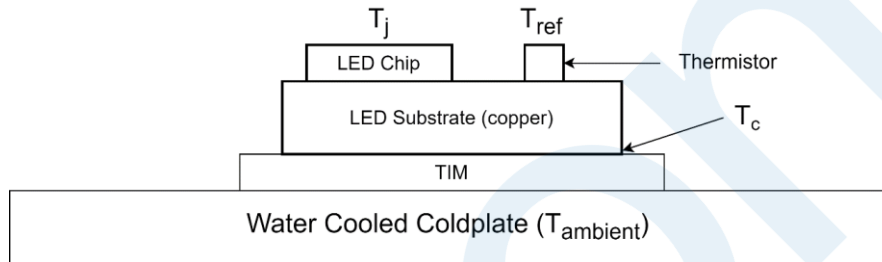 Tj
Tref
LED Chip
Thermistor
LED Substrate (copper)
Tc
TIM
Water Cooled Coldplate (Tambient)